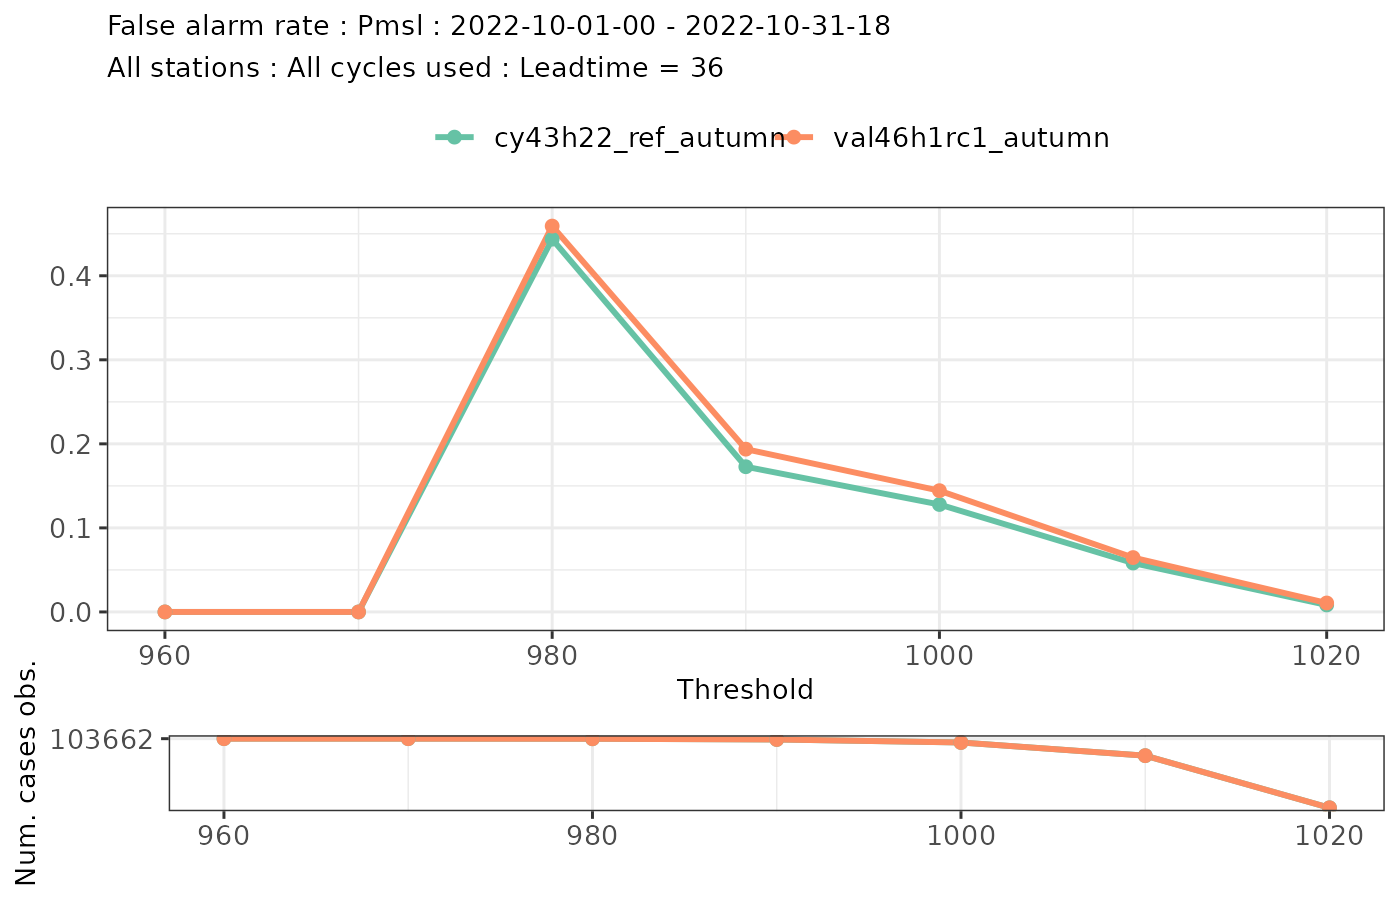 False alarm rate : Pmsl : 2022-10-01-00 - 2022-10-31-18
All stations : All cycles used : Leadtime = 36
cy43h22_ref_autumn val46h1rc1_autumn
0.4
0.3
0.2
0.1
0.0
960 980 1000 1020
Threshold
Num. cases obs.
103662
960 980 1000 1020